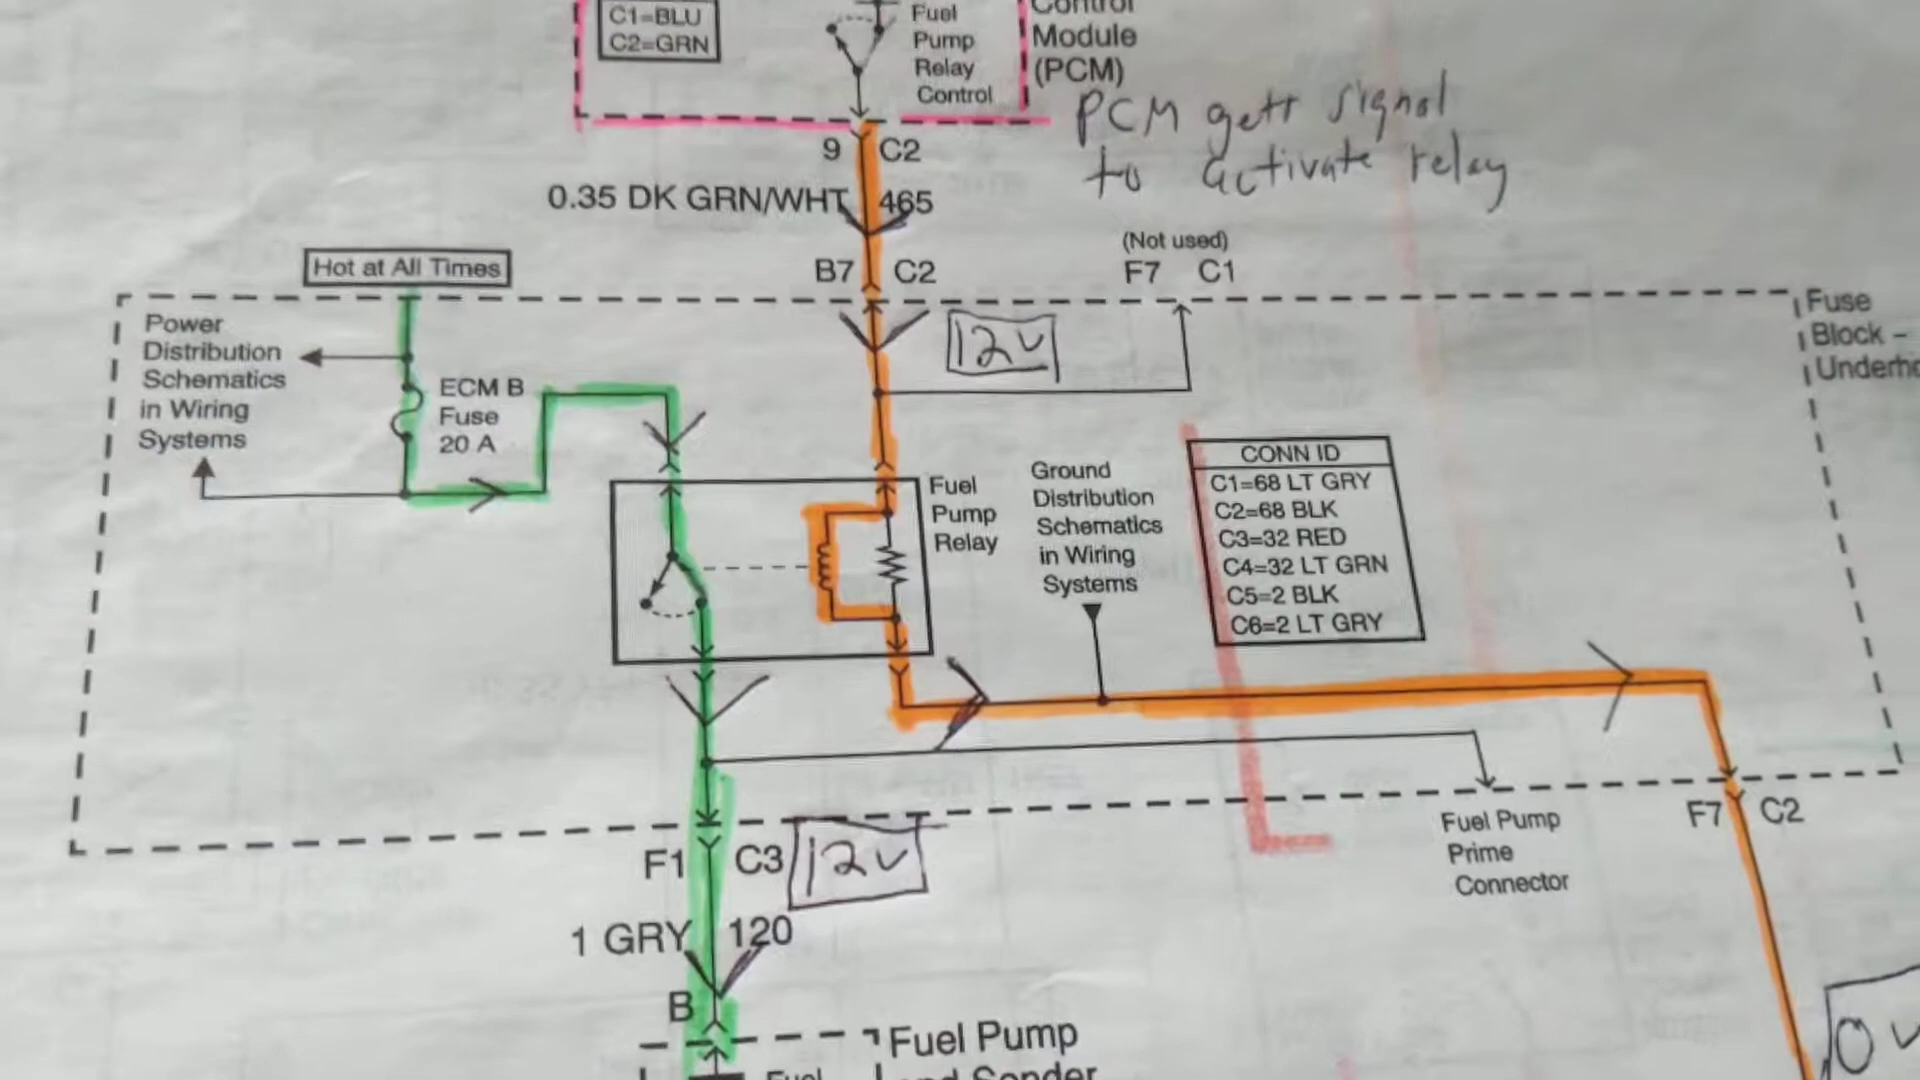 C1=BLU
C2=GRN
Fuel
Pump
Relay
Control
Control
Module
(PCM)
PCM gett signal
to activate relay
9 C2
0.35 DK GRN/WHT 465
(Not used)
B7 C2
F7 C1
Hot at All Times
Fuse
Block –
Power
Distribution
Schematics
in Wiring
Systems
ECM B
Fuse
20 A
12v
Fuel
Pump
Relay
Ground
Distribution
Schematics
in Wiring
Systems
CONN ID
C1=68 LT GRY
C2=68 BLK
C3=32 RED
C4=32 LT GRN
C5=2 BLK
C6=2 LT GRY
Fuel Pump
Prime
Connector
F7 C2
F1 C3
12v
1 GRY 120
B
Fuel Pump
and Sender
Fuel
0v